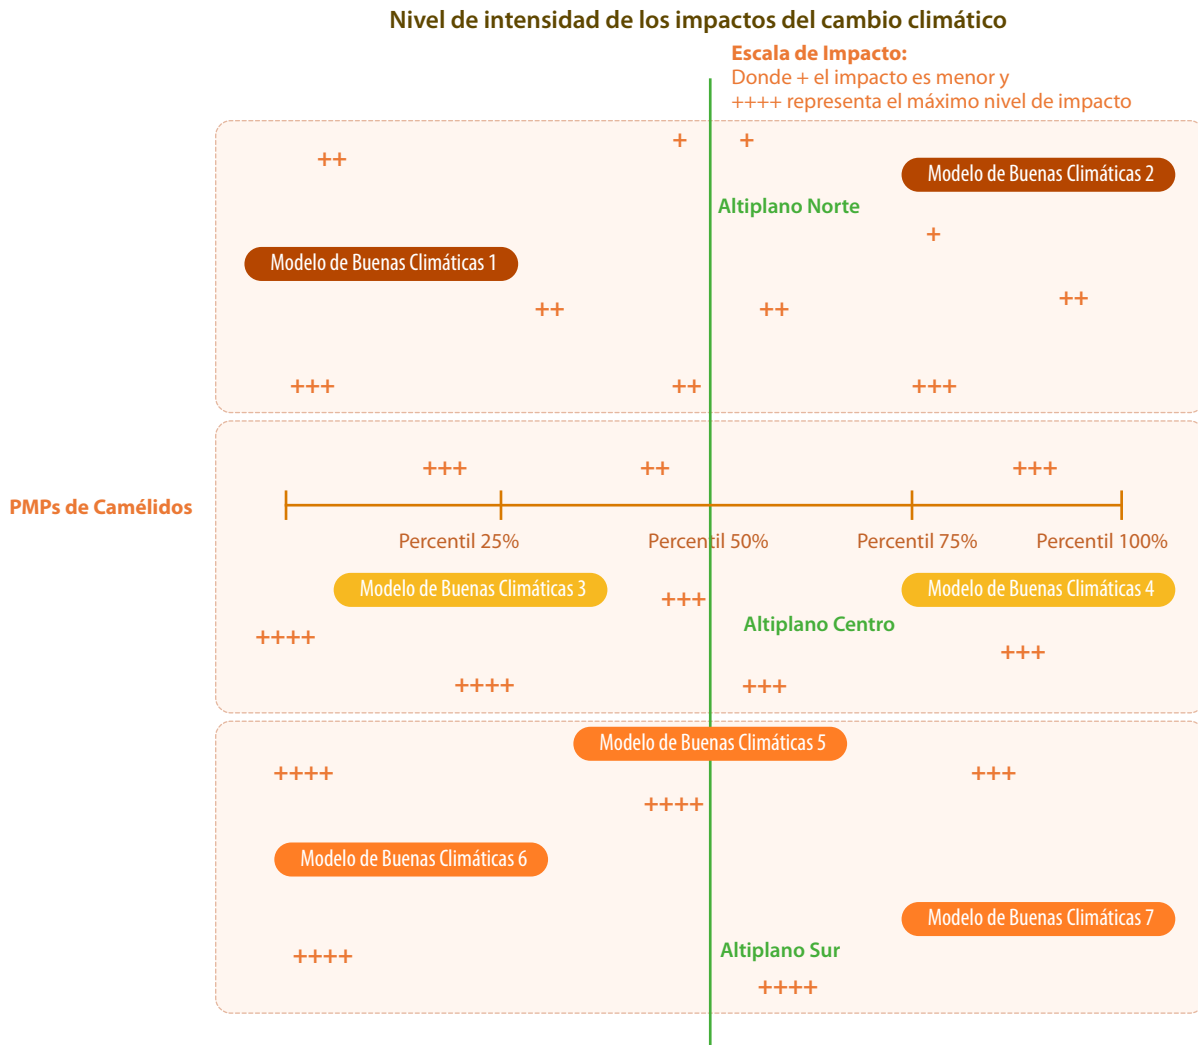 Nivel de intensidad de los impactos del cambio climático
Escala de Impacto:
Donde + el impacto es menor y
++++ representa el máximo nivel de impacto
+ +
++
Modelo de Buenas Climáticas 2
Altiplano Norte
+
Modelo de Buenas Climáticas 1
++
++ ++
+++ ++ +++
+++ ++ +++
PMPs de Camélidos
Percentil 25% Percentil 50% Percentil 75% Percentil 100%
Modelo de Buenas Climáticas 3
Modelo de Buenas Climáticas 4
+++
Altiplano Centro
++++
+++
++++ +++
Modelo de Buenas Climáticas 5
++++ +++
++++
Modelo de Buenas Climáticas 6
Modelo de Buenas Climáticas 7
Altiplano Sur
++++
++++